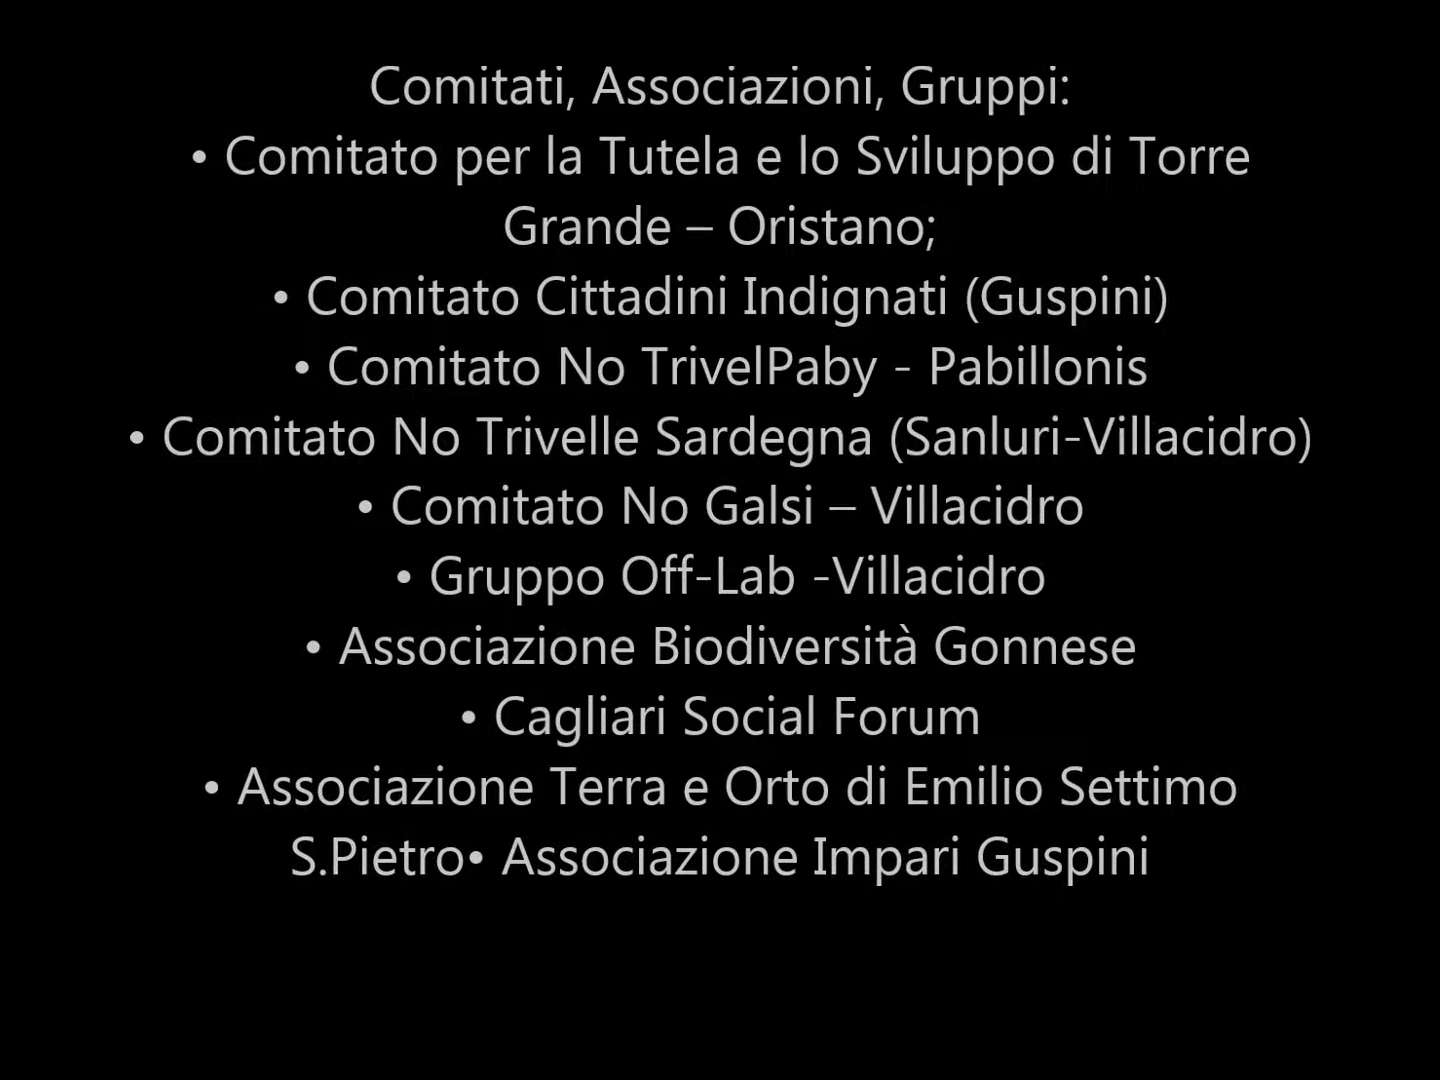 Comitati, Associazioni, Gruppi:
• Comitato per la Tutela e lo Sviluppo di Torre
Grande – Oristano;
• Comitato Cittadini Indignati (Guspini)
• Comitato No TrivelPaby - Pabillonis
• Comitato No Trivelle Sardegna (Sanluri-Villacidro)
• Comitato No Galsi – Villacidro
• Gruppo Off-Lab -Villacidro
• Associazione Biodiversità Gonnese
• Cagliari Social Forum
• Associazione Terra e Orto di Emilio Settimo
S.Pietro• Associazione Impari Guspini